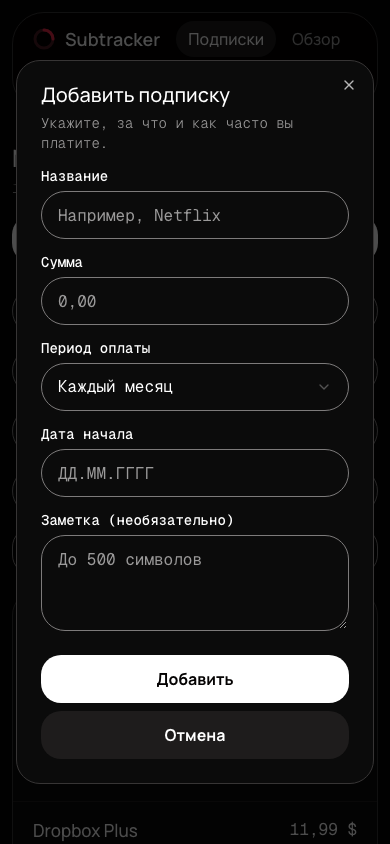 Subtracker
Подписки
Обзор
Добавить подписку
Укажите, за что и как часто вы
платите.
Название
Например, Netflix
Сумма
0,00
Период оплаты
Каждый месяц
Дата начала
ДД.ММ.ГГГГ
Заметка (необязательно)
До 500 символов
Добавить
Отмена
Dropbox Plus
11,99 $